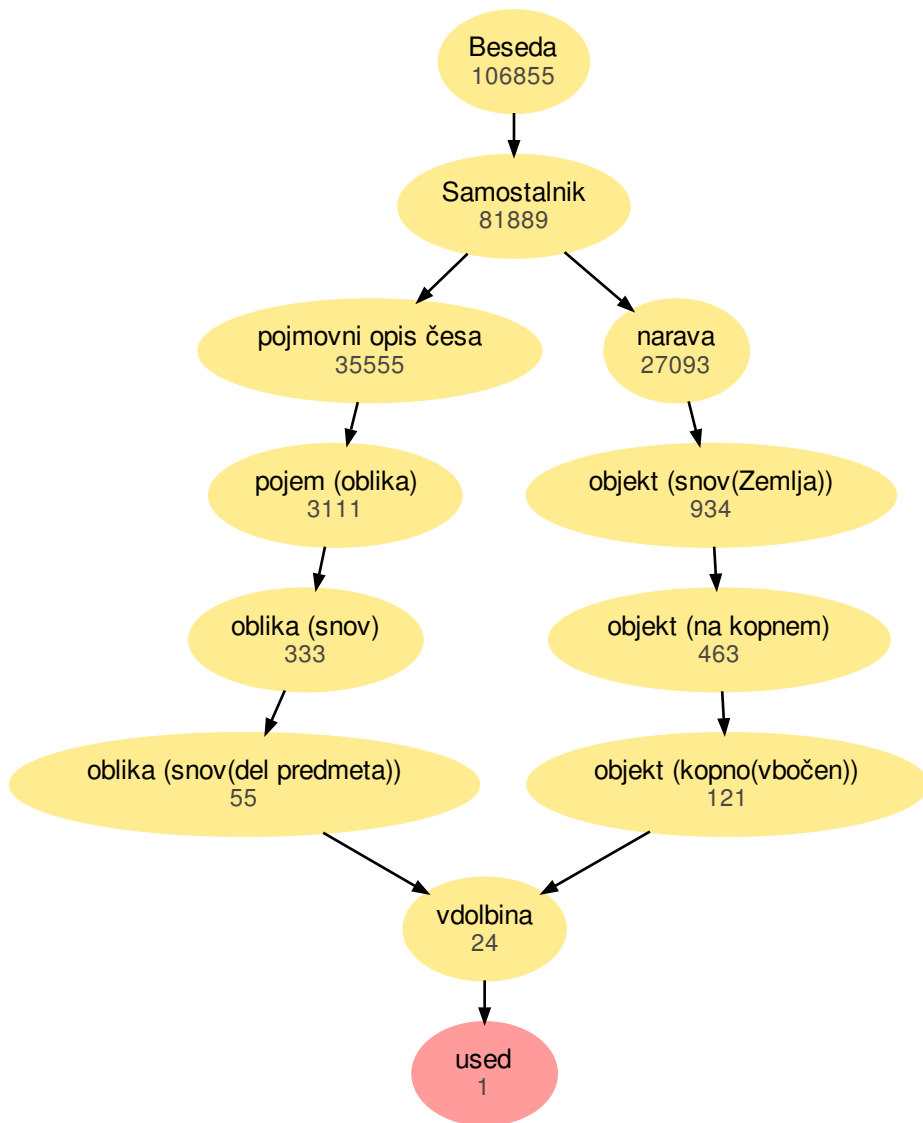 Beseda
106855
Samostalnik
81889
pojmovni opis česa
35555
narava
27093
pojem (oblika)
3111
objekt (snov(Zemlja))
934
oblika (snov)
333
objekt (na kopnem)
463
oblika (snov(del predmeta))
55
objekt (kopno(vbočen))
121
vdolbina
24
used
1